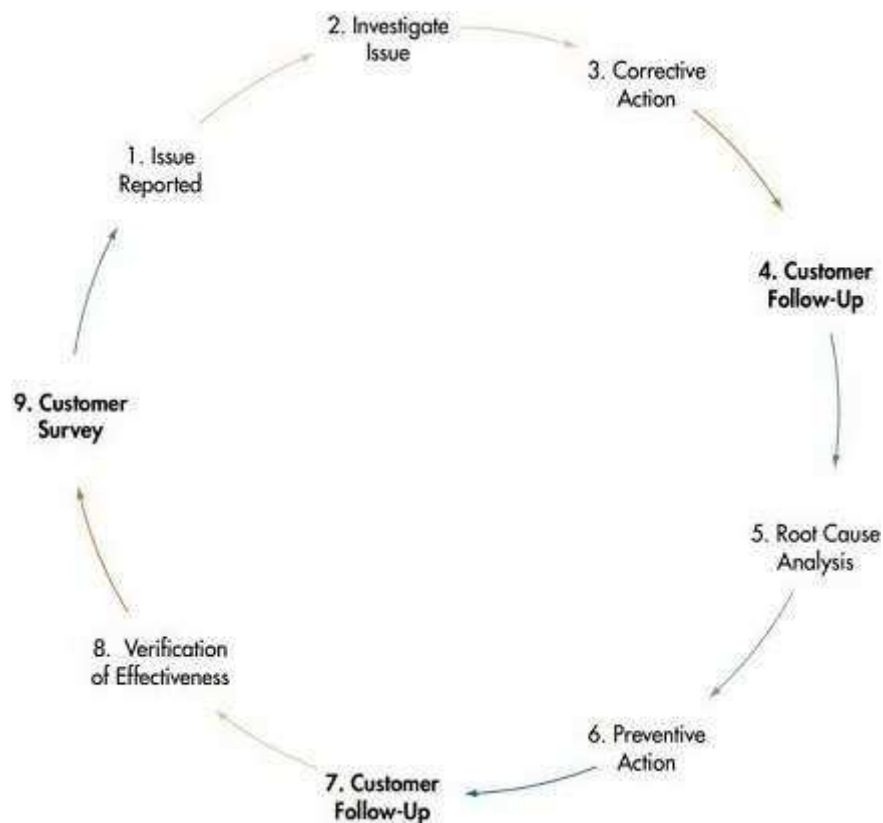 1. Issue
Reported
2. Investigate
Issue
3. Corrective
Action
4. Customer
Follow-Up
5. Root Cause
Analysis
6. Preventive
Action
7. Customer
Follow-Up
8. Verification
of Effectiveness
9. Customer
Survey